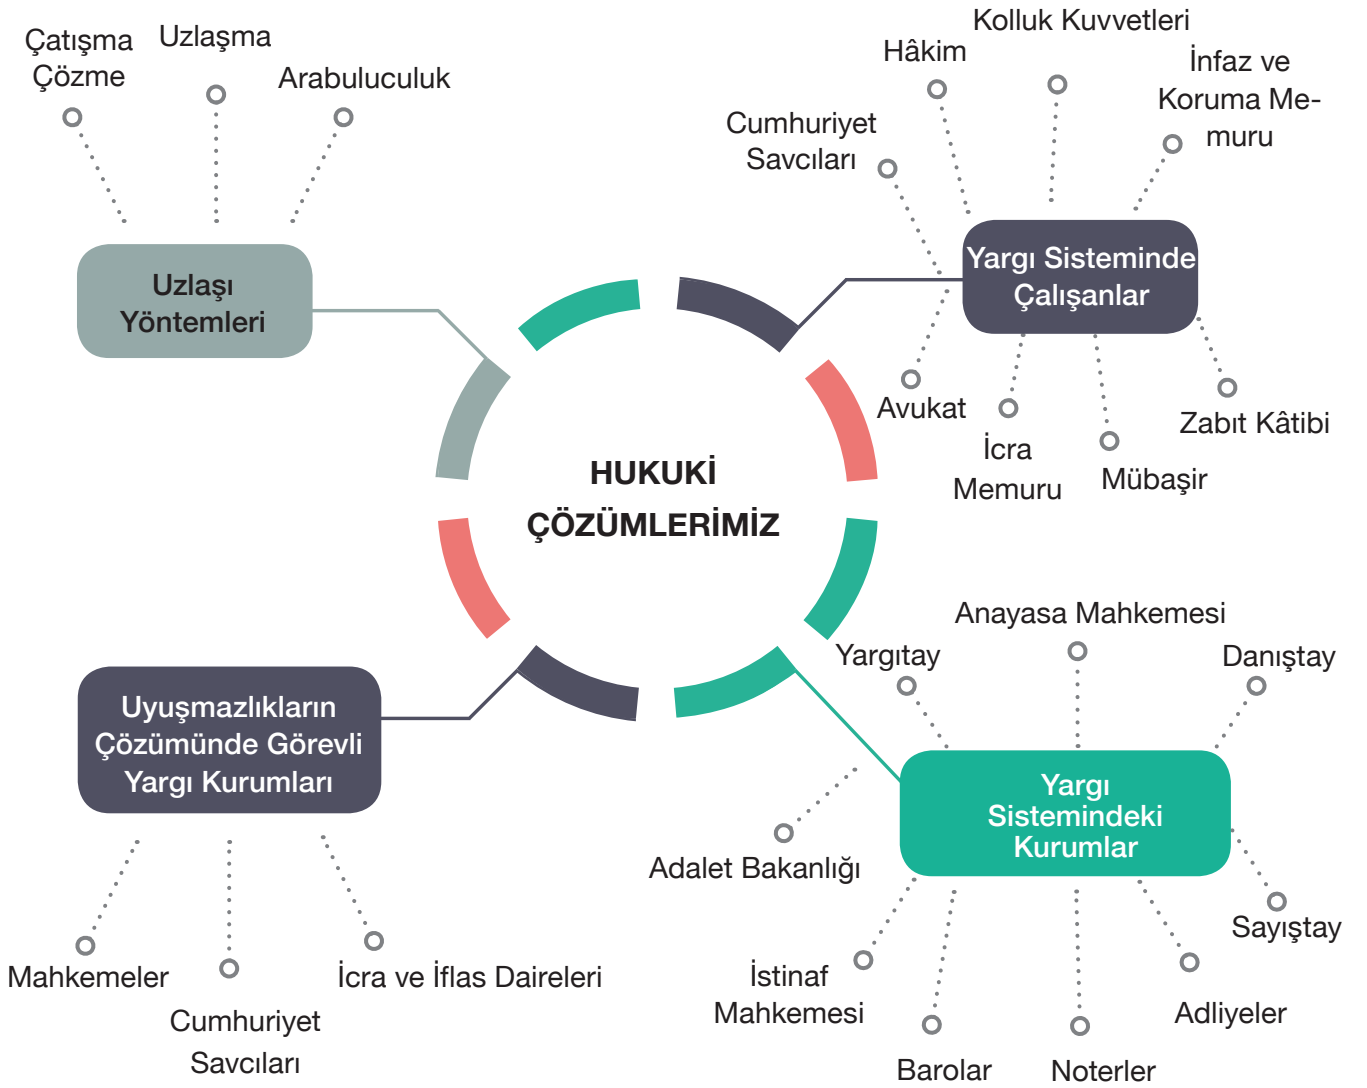 Çatışma
Çözme
Uzlaşma
Arabuluculuk
Uzlaşı
Yöntemleri
Kolluk Kuvvetleri
Hâkim
İnfaz ve
Koruma Me-
muru
Cumhuriyet
Savcıları
Yargı Sisteminde
Çalışanlar
Avukat
İcra
Memuru
Mübaşir
Zabıt Kâtibi
HUKUKİ
ÇÖZÜMLERİMİZ
Uyuşmazlıkların
Çözümünde Görevli
Yargı Kurumları
Mahkemeler
Cumhuriyet
Savcıları
İcra ve İflas Daireleri
Anayasa Mahkemesi
Yargıtay
Danıştay
Yargı
Sistemindeki
Kurumlar
Adalet Bakanlığı
Sayıştay
İstinaf
Mahkemesi
Adliyeler
Barolar
Noterler